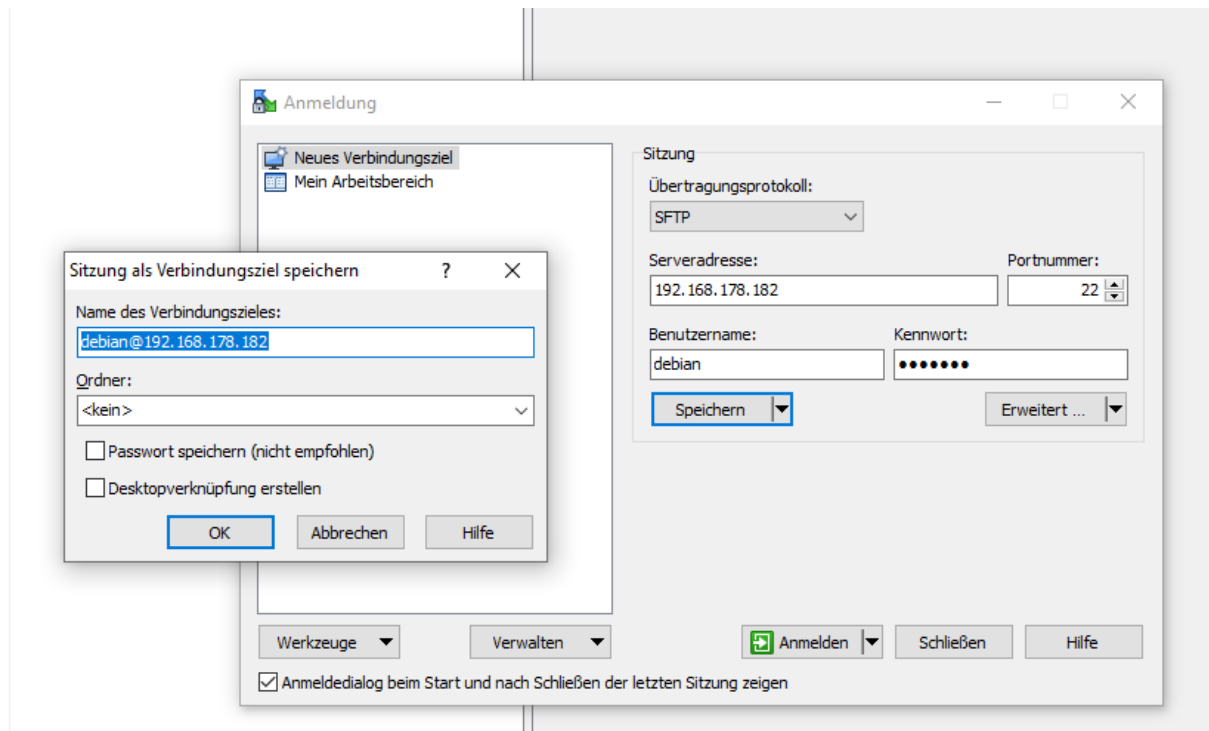 Anmeldung
Neues Verbindungsziel
Mein Arbeitsbereich
Sitzung
Übertragungsprotokoll:
SFTP
Serveradresse:
Portnummer:
192.168.178.182
22
Benutzername:
Kennwort:
debian
•••••••
Speichern
Erweitert ...
Sitzung als Verbindungsziel speichern
?
Name des Verbindungszieles:
debian@192.168.178.182
Ordner:
<kein>
Passwort speichern (nicht empfohlen)
Desktopverknüpfung erstellen
OK
Abbrechen
Hilfe
Werkzeuge
Verwalten
Anmelden
Schließen
Hilfe
Anmeldedialog beim Start und nach Schließen der letzten Sitzung zeigen